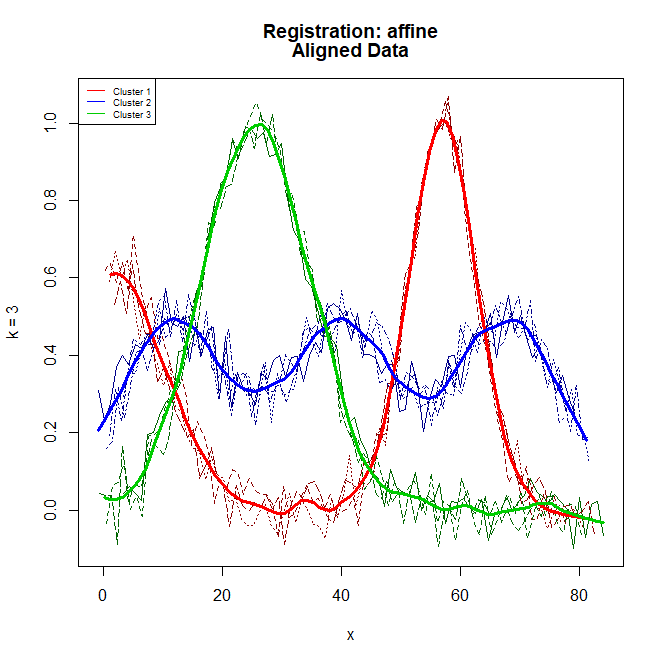 Registration: affine
Aligned Data
Cluster 1
Cluster 2
Cluster 3
k = 3
1.0
0.8
0.6
0.4
0.2
0.0
0 20 40 60 80
x